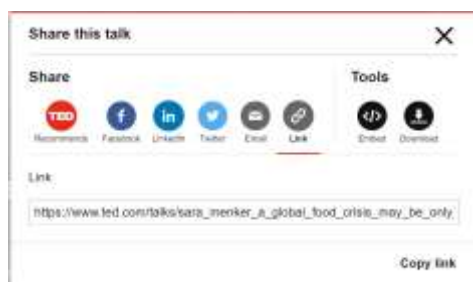 Share this talk
Share
Tools
TED
Recommends
Facebook
LinkedIn
Twitter
Email
Link
Embed
Download
Link
https://www.ted.com/talks/sara_menker_a_global_food_crisis_may_be_only
Copy link